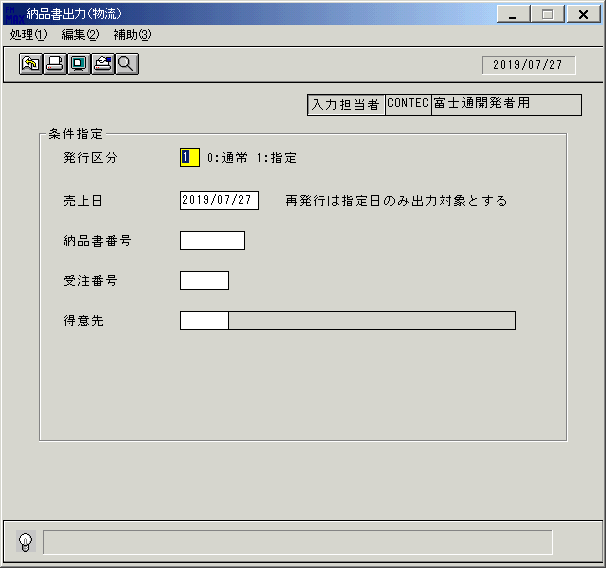 納品書出力(物流)
処理(1) 編集(2) 補助(3)
2019/07/27
入力担当者 CONTEC 富士通開発者用
条件指定
発行区分 1 0:通常 1:指定
売上日 2019/07/27 再発行は指定日のみ出力対象とする
納品書番号
受注番号
得意先